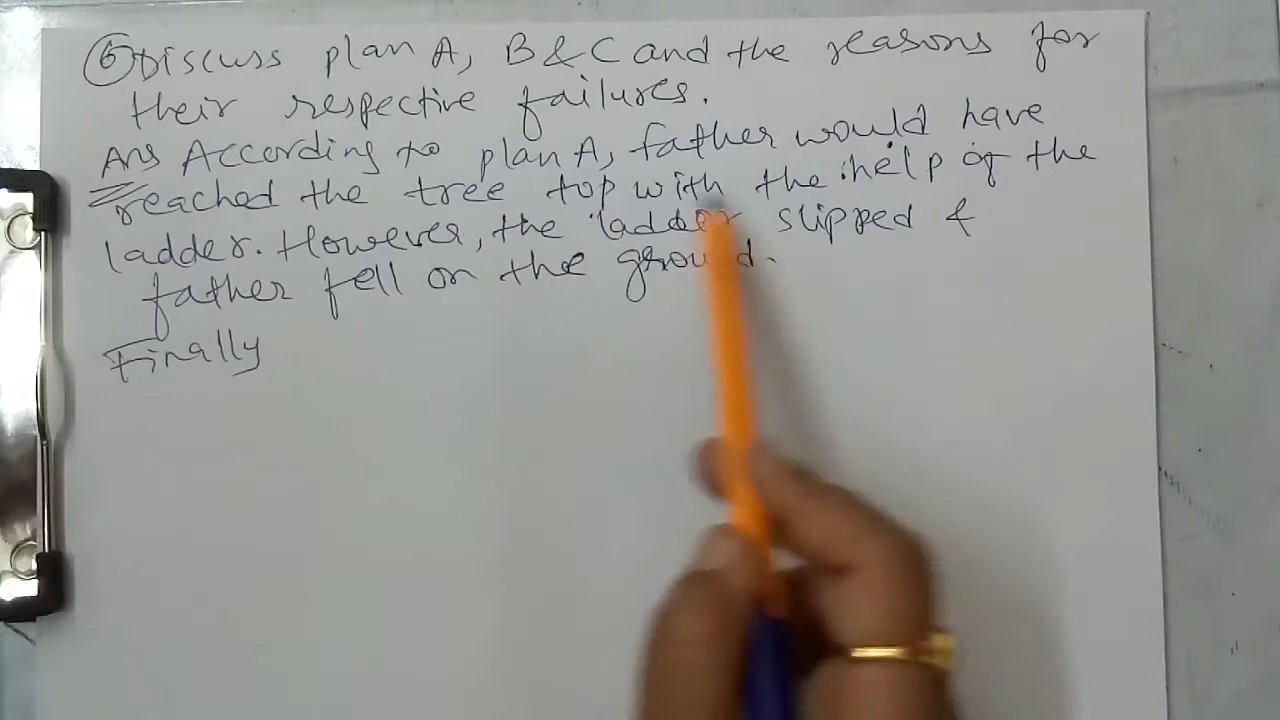 ⑥ Discuss plan A, B & C and the reasons for
their respective failures.
Ans According to plan A, father would have
reached the tree top with the help of the
ladder. However, the ladder slipped &
father fell on the ground.
Finally